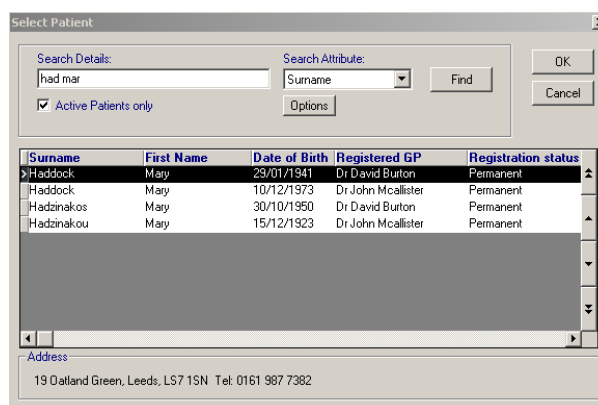 Select Patient
Search Details: Search Attribute:
had mar Surname Find OK
Active Patients only Options Cancel
Surname First Name Date of Birth Registered GP Registration status
Haddock Mary 29/01/1941 Dr David Burton Permanent
Haddock Mary 10/12/1973 Dr John Mcallister Permanent
Hadzinakos Mary 30/10/1950 Dr David Burton Permanent
Hadzinakou Mary 15/12/1923 Dr John Mcallister Permanent
Address
19 Oatland Green, Leeds, LS7 1SN Tel: 0161 987 7382